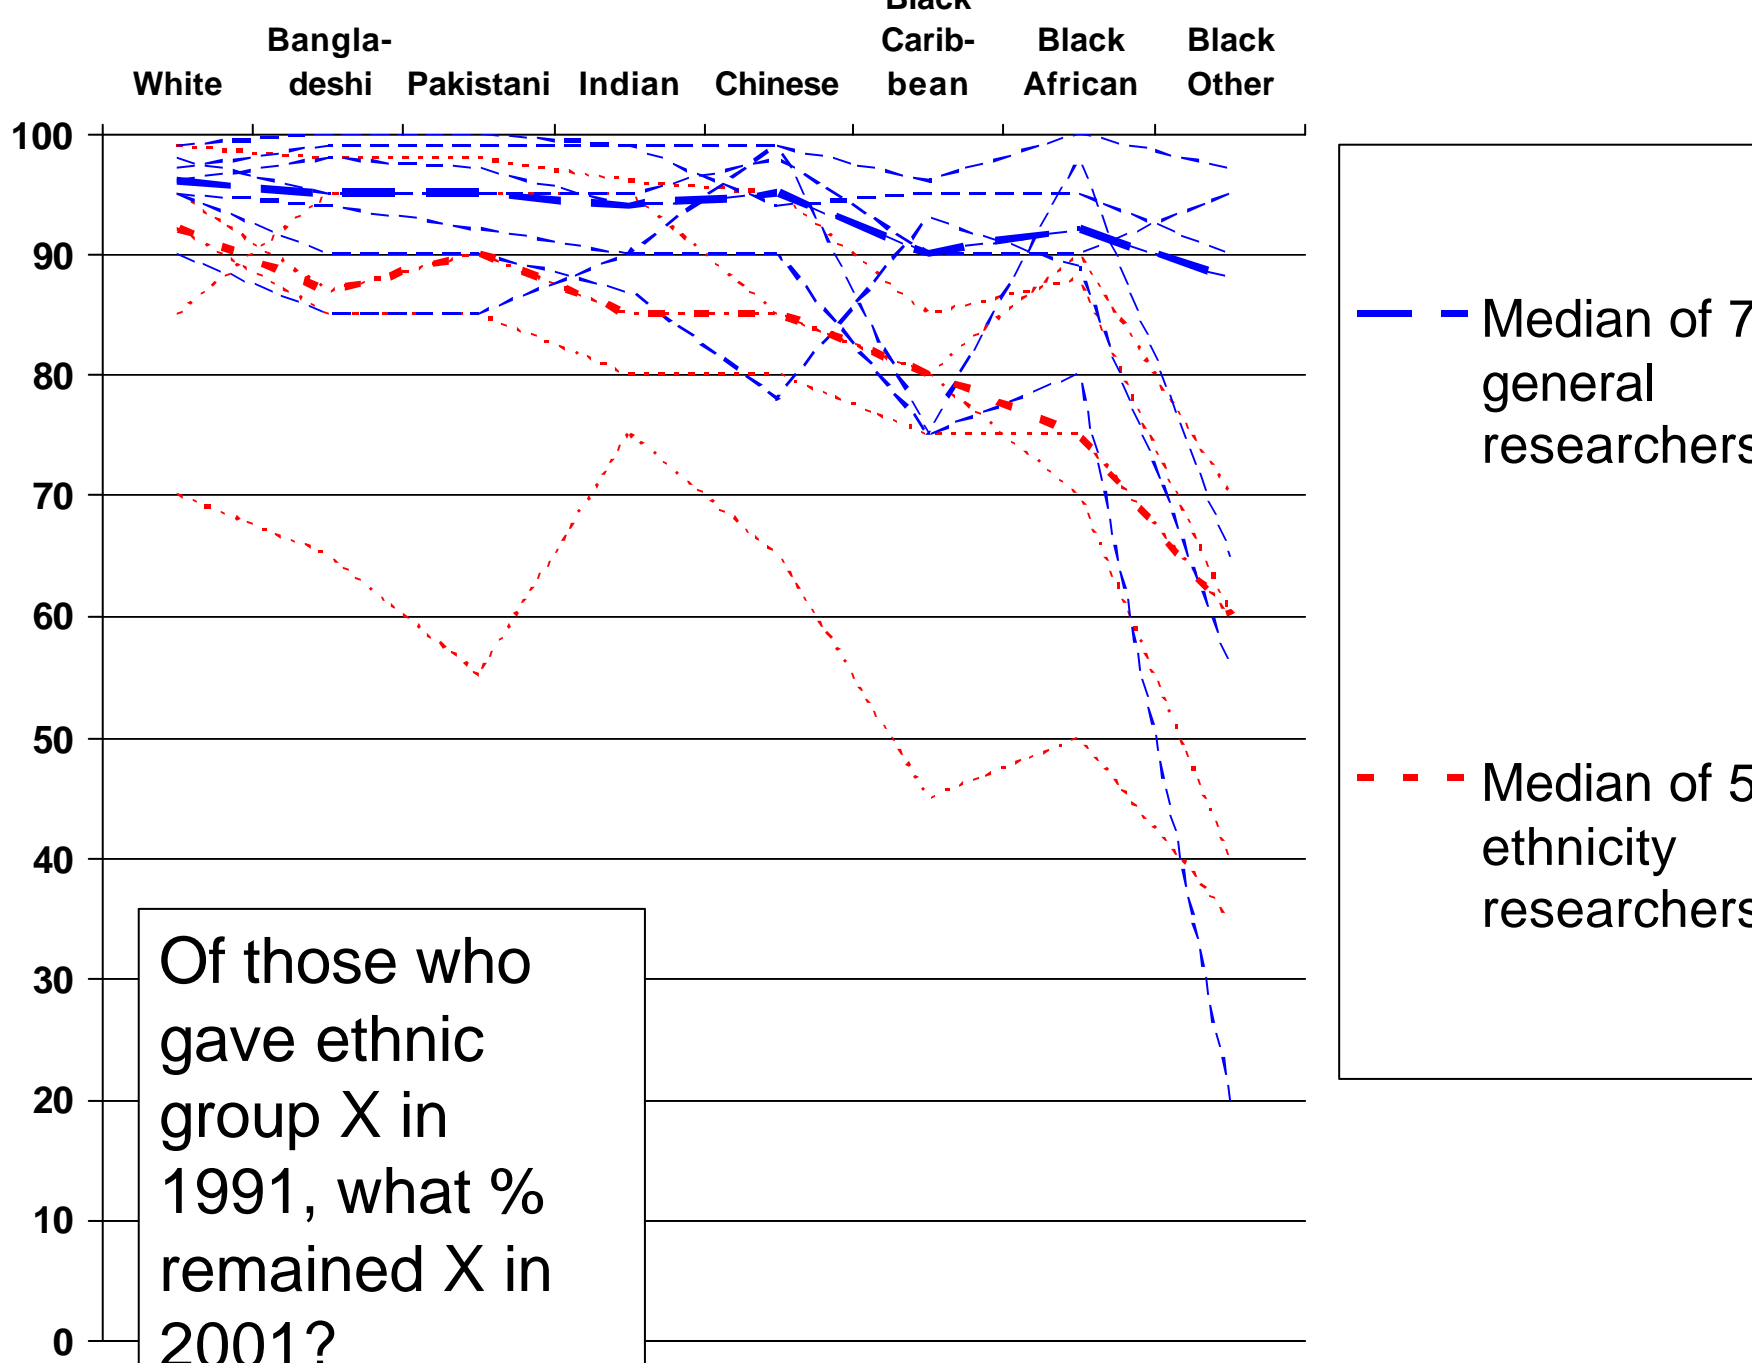 Black
Bangla- Carib- Black Black
White deshi Pakistani Indian Chinese bean African Other
100
90
80
70
60
50
40
30
20
10
0
Median of 7
general
researchers
Median of 5
ethnicity
researchers
Of those who
gave ethnic
group X in
1991, what %
remained X in
2001?